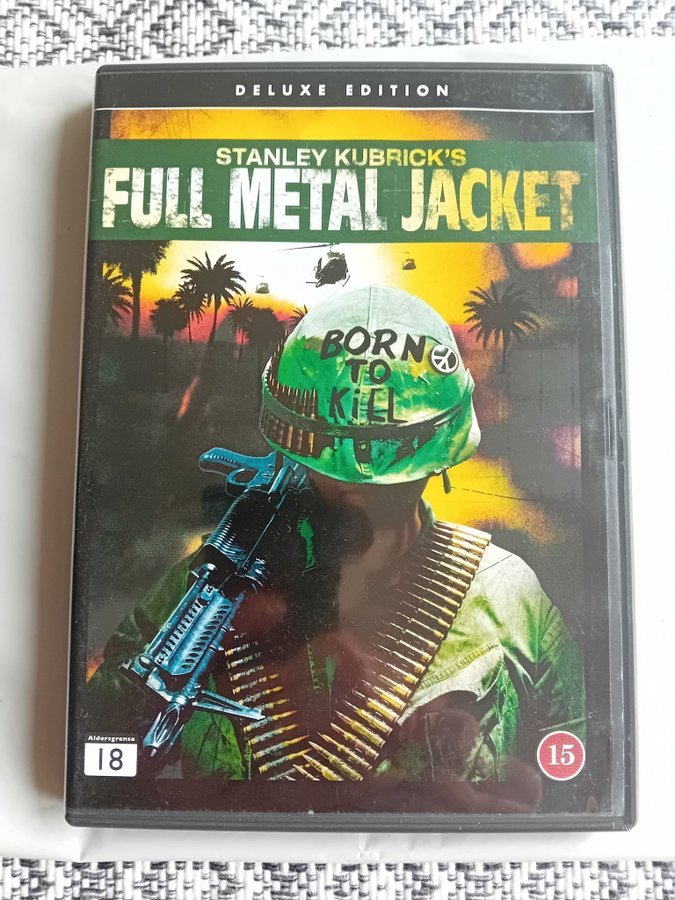 DELUXE EDITION
STANLEY KUBRICK'S
FULL METAL JACKET
BORN
TO
KiLL
Aldersgrense
18
15